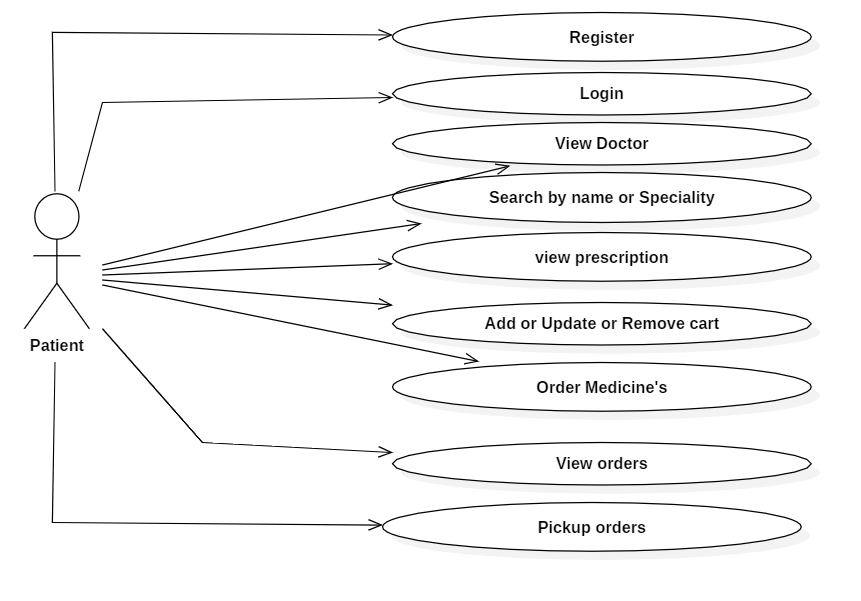 Register
Login
View Doctor
Search by name or Speciality
view prescription
Add or Update or Remove cart
Patient
Order Medicine's
View orders
Pickup orders